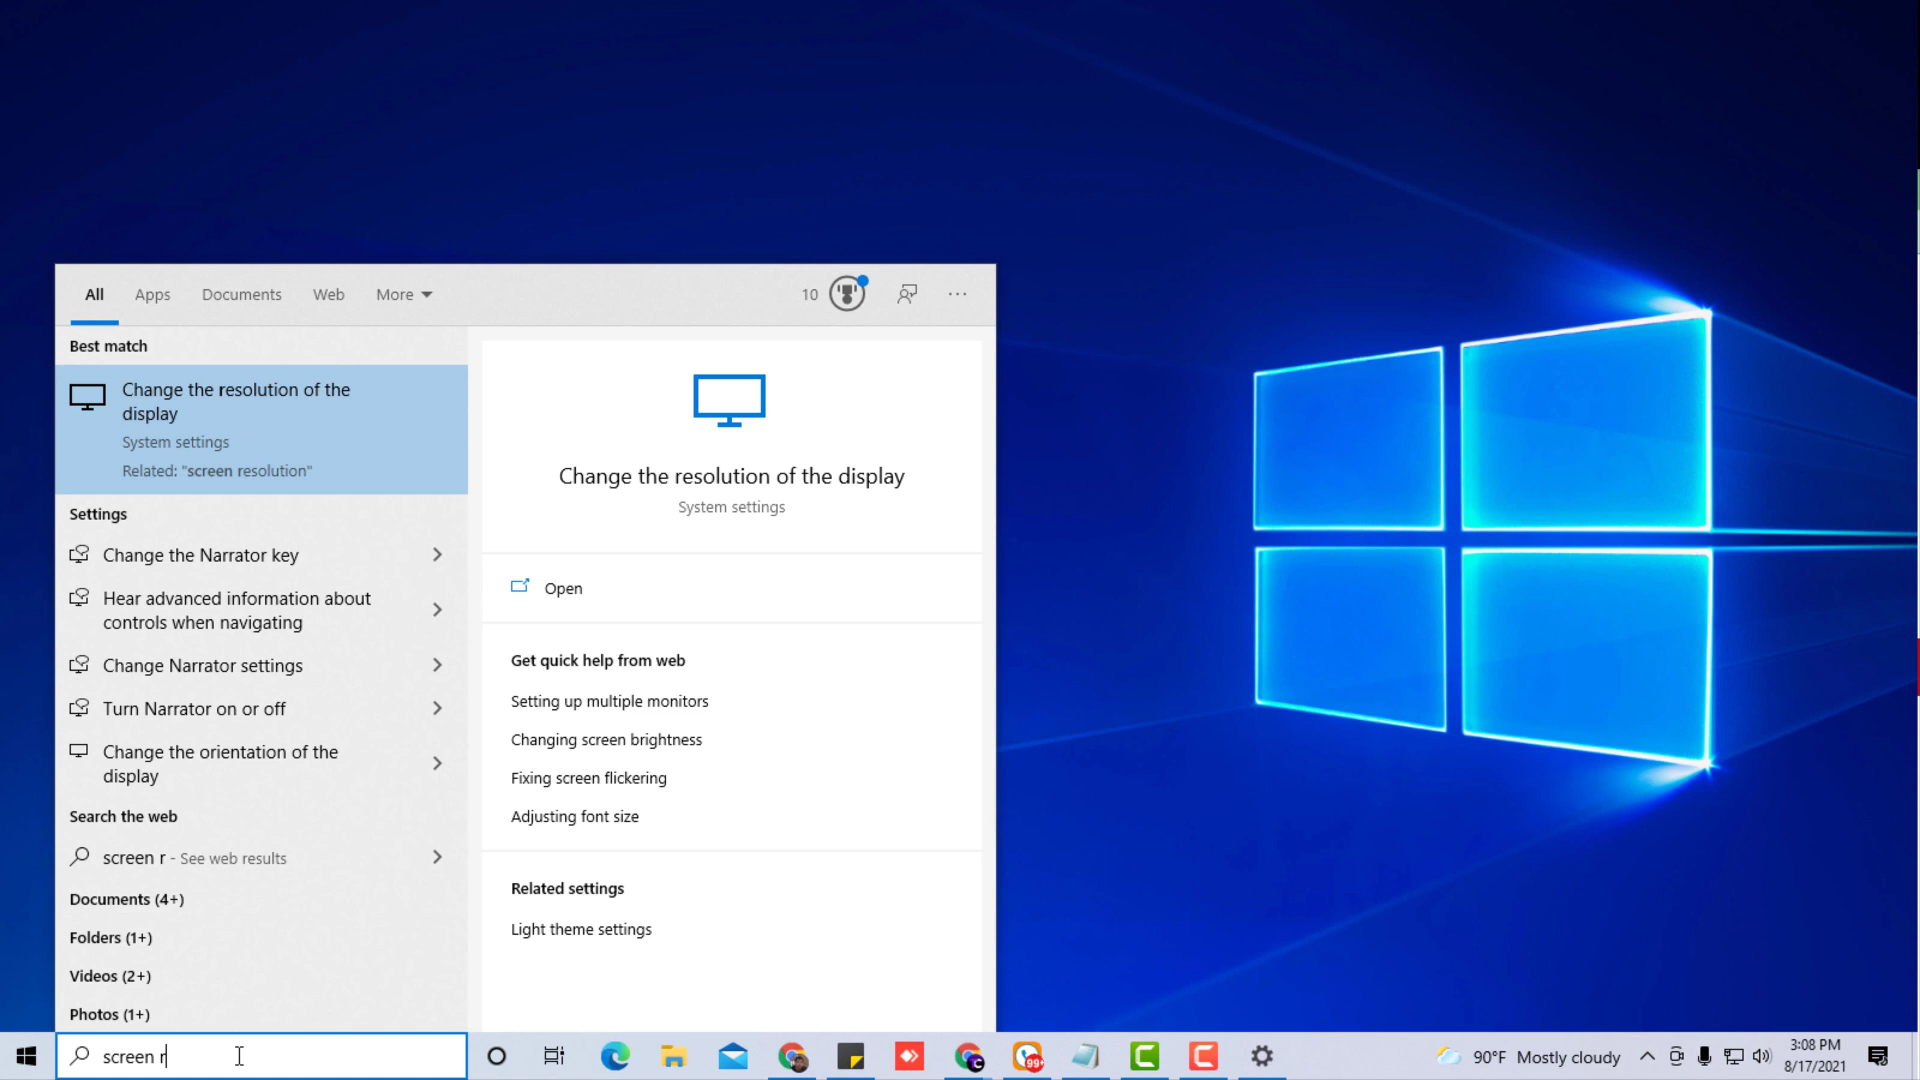 All Apps Documents Web More 10
Best match
Change the resolution of the
display
System settings
Related: "screen resolution"
Settings
Change the Narrator key
Hear advanced information about
controls when navigating
Change Narrator settings
Turn Narrator on or off
Change the orientation of the
display
Search the web
screen r - See web results
Documents (4+)
Folders (1+)
Videos (2+)
Photos (1+)
Change the resolution of the display
System settings
Open
Get quick help from web
Setting up multiple monitors
Changing screen brightness
Fixing screen flickering
Adjusting font size
Related settings
Light theme settings
screen r
99+
90°F Mostly cloudy
3:08 PM
8/17/2021